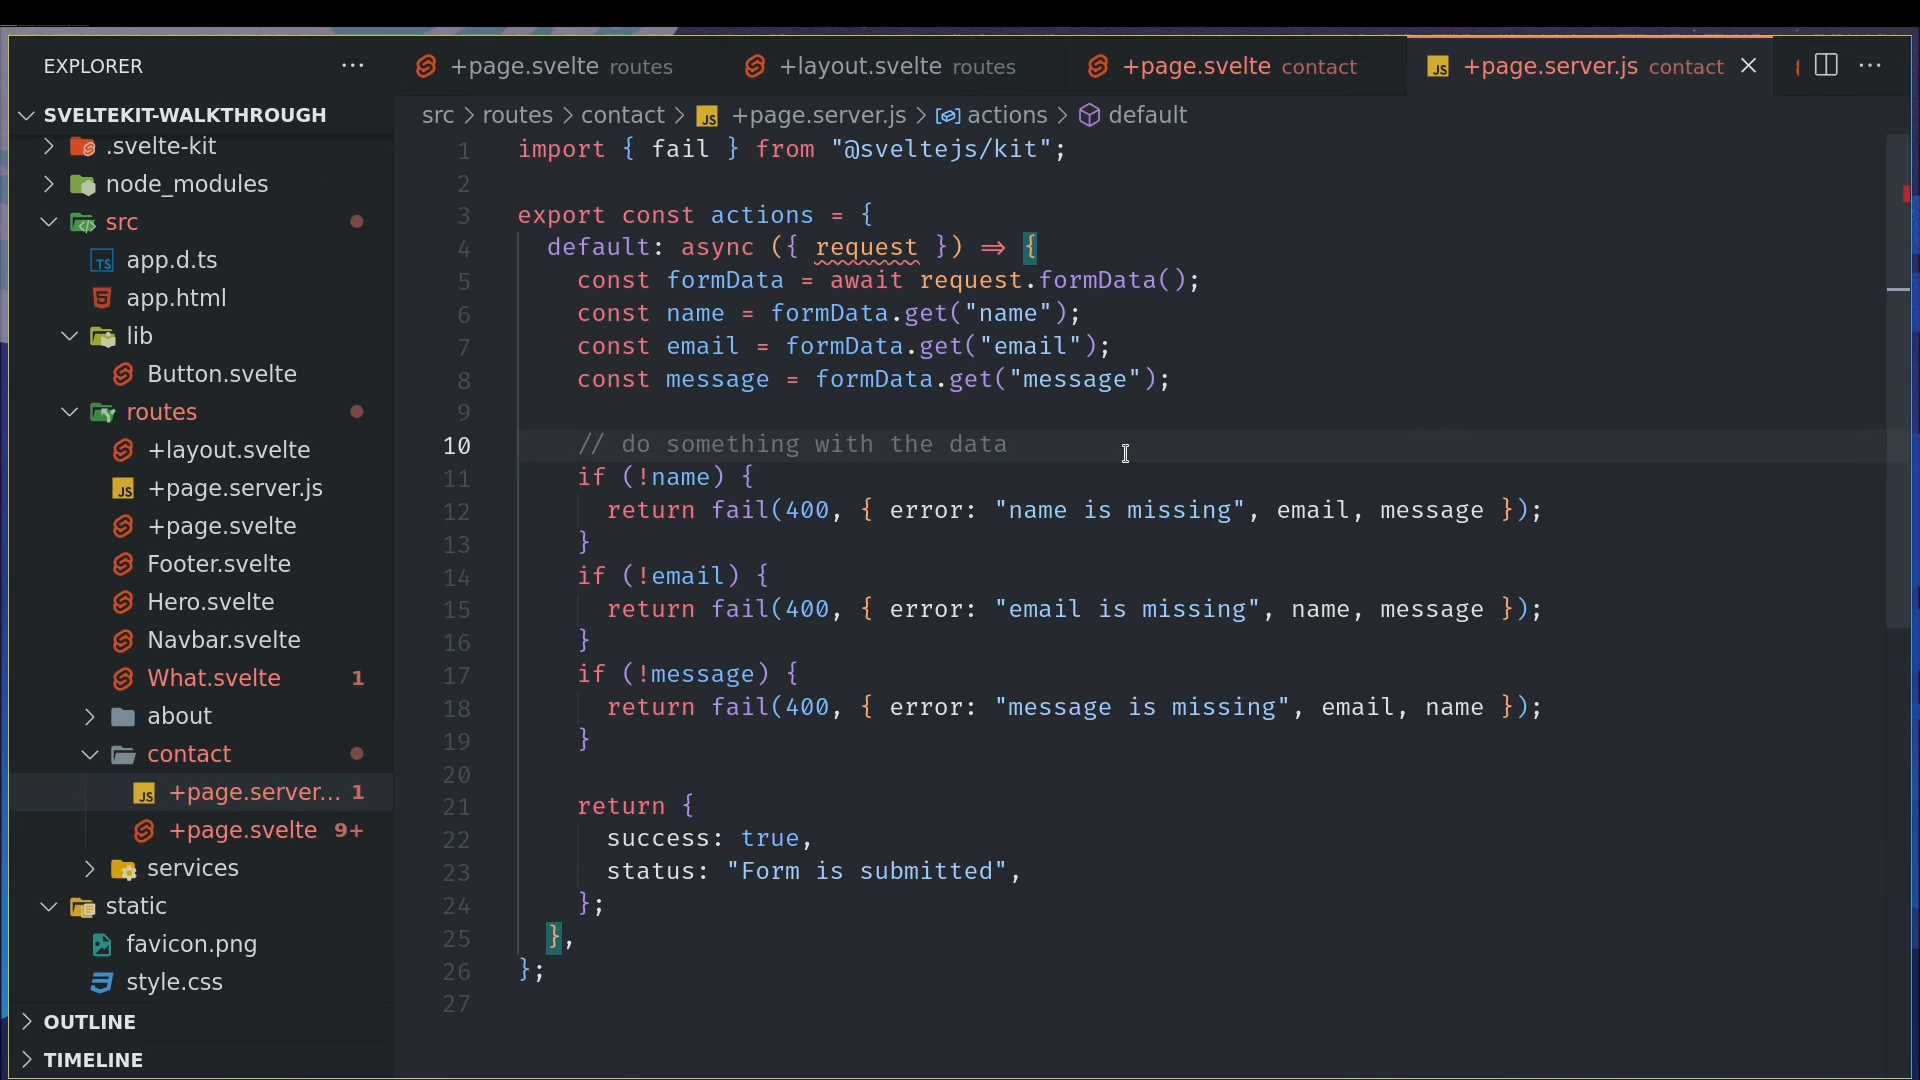 EXPLORER
SVELTEKIT-WALKTHROUGH
.svelte-kit
node_modules
src
TS app.d.ts
app.html
lib
Button.svelte
routes
+layout.svelte
JS +page.server.js
+page.svelte
Footer.svelte
Hero.svelte
Navbar.svelte
What.svelte 1
about
contact
JS +page.server... 1
+page.svelte 9+
services
static
favicon.png
style.css
OUTLINE
TIMELINE
+page.svelte routes
+layout.svelte routes
+page.svelte contact
JS +page.server.js contact
src > routes > contact > JS +page.server.js > actions > default
1 import { fail } from "@sveltejs/kit";
2
3 export const actions = {
4 default: async ({ request }) => {
5 const formData = await request.formData();
6 const name = formData.get("name");
7 const email = formData.get("email");
8 const message = formData.get("message");
9
10 // do something with the data
11 if (!name) {
12 return fail(400, { error: "name is missing", email, message });
13 }
14 if (!email) {
15 return fail(400, { error: "email is missing", name, message });
16 }
17 if (!message) {
18 return fail(400, { error: "message is missing", email, name });
19 }
20
21 return {
22 success: true,
23 status: "Form is submitted",
24 };
25 },
26 };
27